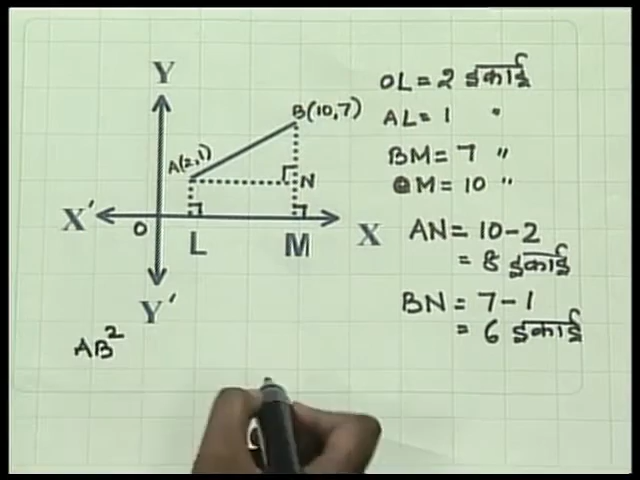 Y
B(10,7)
A(2,1)
N
X'
O
L
M
X
Y'
AB²
OL = 2 इकाई
AL = 1 "
BM = 7 "
OM = 10 "
AN = 10 - 2
= 8 इकाई
BN = 7 - 1
= 6 इकाई